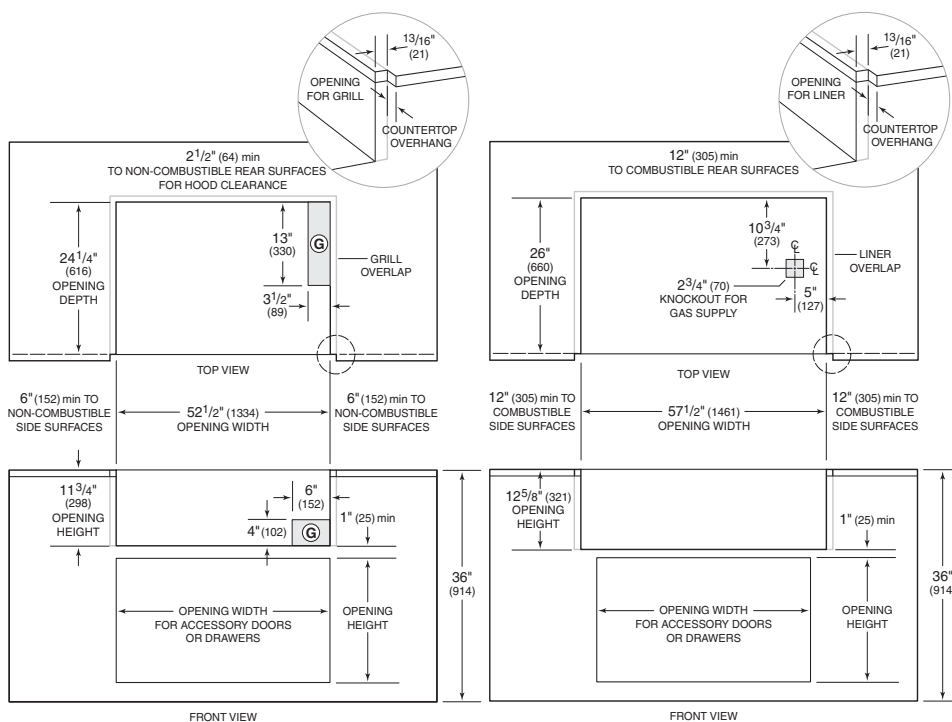 13/16"
(21)
OPENING
FOR GRILL
COUNTERTOP
OVERHANG
2 1/2" (64) min
TO NON-COMBUSTIBLE REAR SURFACES
FOR HOOD CLEARANCE
24 1/4"
(616)
OPENING
DEPTH
13"
(330)
G
3 1/2"
(89)
GRILL
OVERLAP
TOP VIEW
6" (152) min TO
NON-COMBUSTIBLE
SIDE SURFACES
52 1/2" (1334)
OPENING WIDTH
6" (152) min TO
NON-COMBUSTIBLE
SIDE SURFACES
11 3/4"
(298)
OPENING
HEIGHT
6"
(152)
4" (102)
G
1" (25) min
36"
(914)
OPENING WIDTH
FOR ACCESSORY DOORS
OR DRAWERS
OPENING
HEIGHT
FRONT VIEW
13/16"
(21)
OPENING
FOR LINER
COUNTERTOP
OVERHANG
12" (305) min
TO COMBUSTIBLE REAR SURFACES
26"
(660)
OPENING
DEPTH
10 3/4"
(273)
℄
℄
2 3/4" (70)
KNOCKOUT FOR
GAS SUPPLY
5"
(127)
LINER
OVERLAP
TOP VIEW
12" (305) min TO
COMBUSTIBLE
SIDE SURFACES
57 1/2" (1461)
OPENING WIDTH
12" (305) min TO
COMBUSTIBLE
SIDE SURFACES
12 5/8" (321)
OPENING
HEIGHT
1" (25) min
36"
(914)
OPENING WIDTH
FOR ACCESSORY DOORS
OR DRAWERS
OPENING
HEIGHT
FRONT VIEW